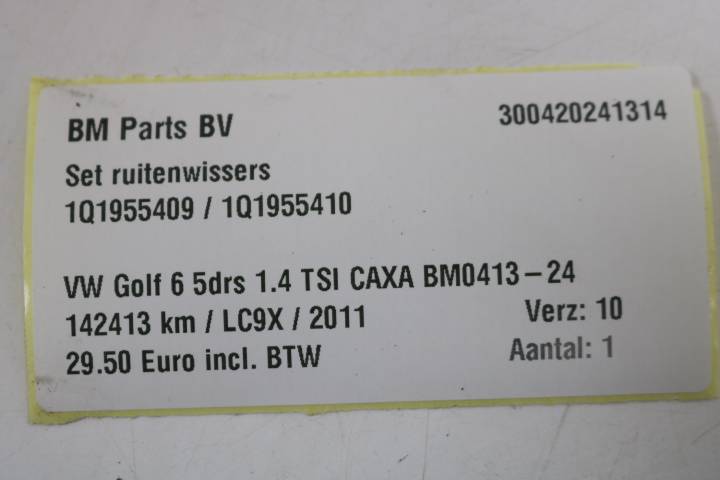 BM Parts BV 300420241314
Set ruitenwissers
1Q1955409 / 1Q1955410
VW Golf 6 5drs 1.4 TSI CAXA BM0413-24
142413 km / LC9X / 2011 Verz: 10
29.50 Euro incl. BTW Aantal: 1